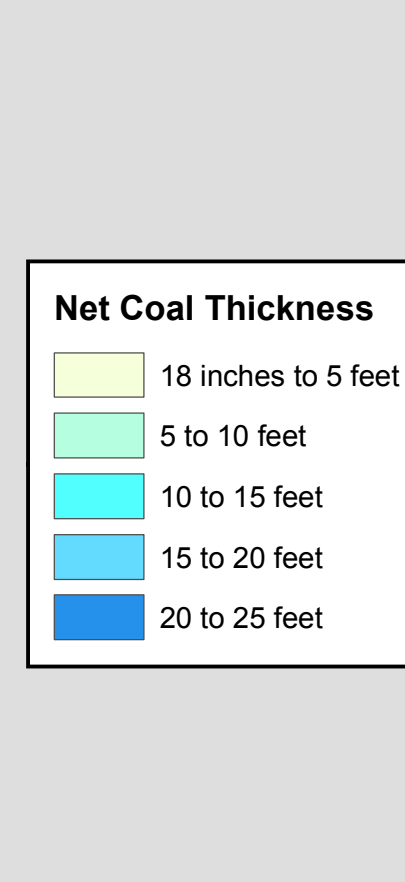 Net Coal Thickness
18 inches to 5 feet
5 to 10 feet
10 to 15 feet
15 to 20 feet
20 to 25 feet